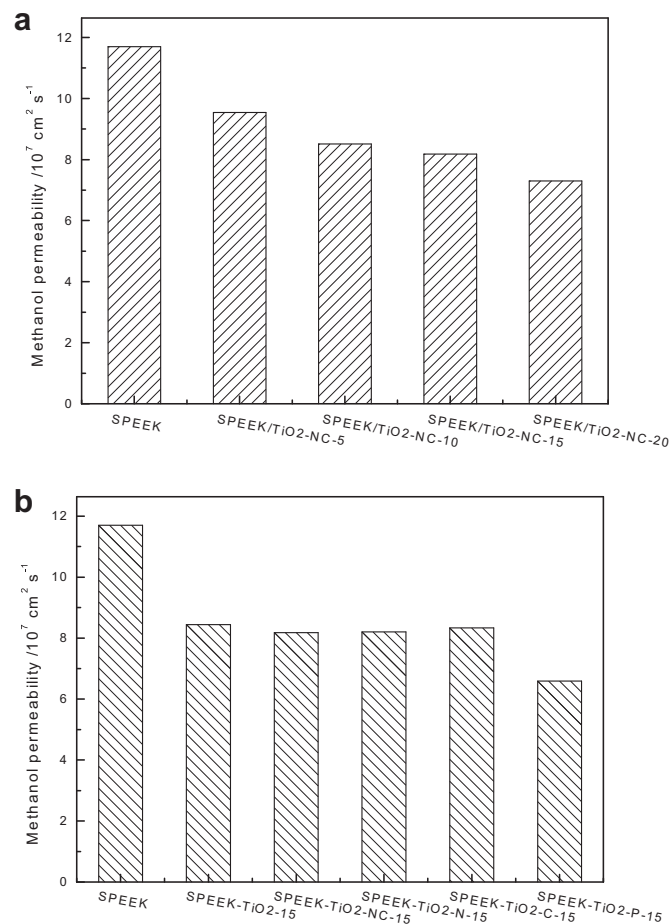 a
12
10
8
6
4
2
0
Methanol permeability /10⁷ cm² s⁻¹
SPEEK
SPEEK/TiO2-NC-5
SPEEK/TiO2-NC-10
SPEEK/TiO2-NC-15
SPEEK/TiO2-NC-20
b
12
10
8
6
4
2
0
Methanol permeability /10⁷ cm² s⁻¹
SPEEK
SPEEK-TiO2-15
SPEEK-TiO2-NC-15
SPEEK-TiO2-N-15
SPEEK-TiO2-C-15
SPEEK-TiO2-P-15